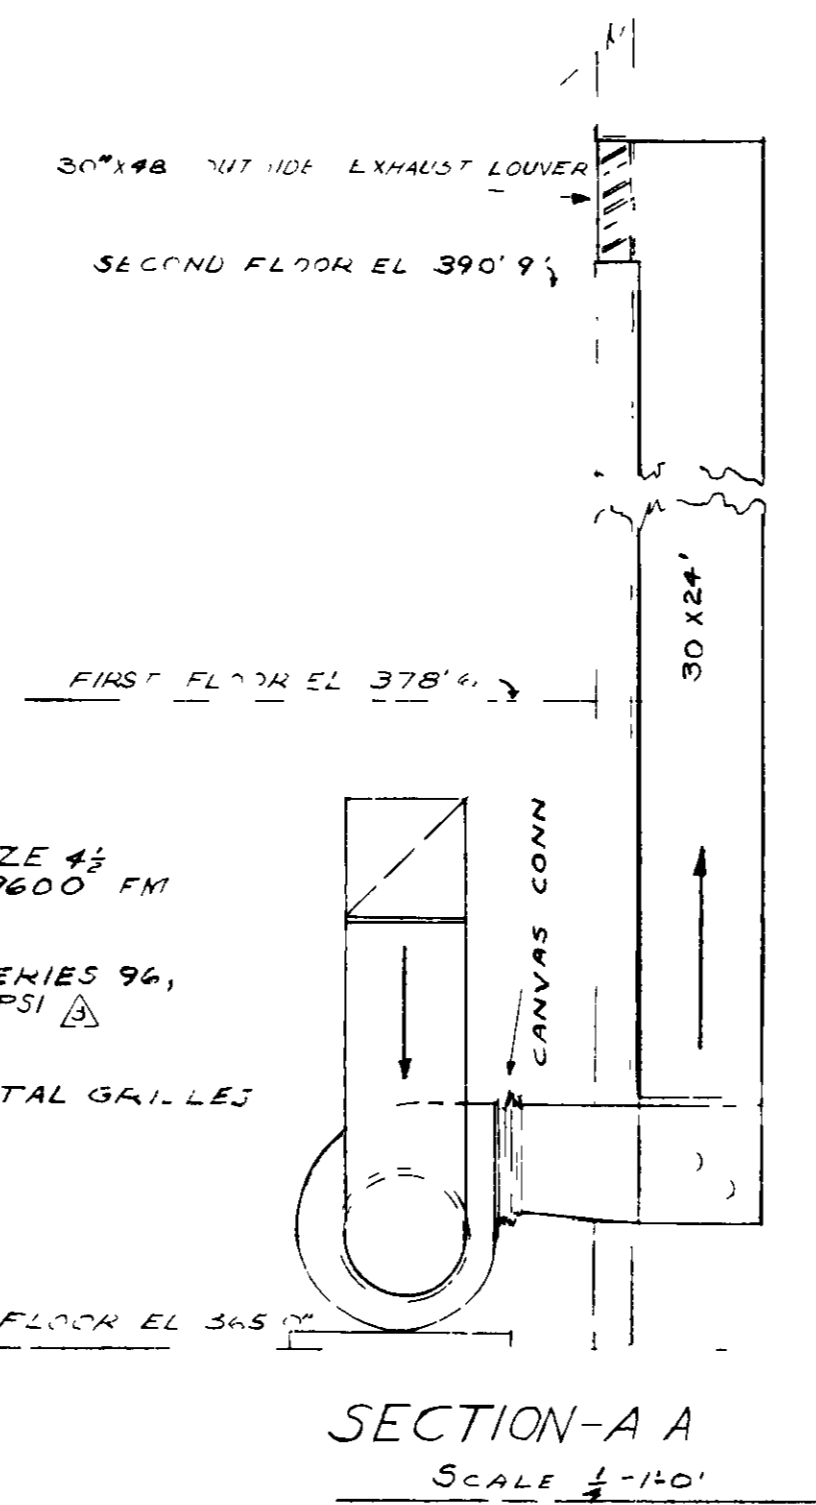 30"X48 OUTSIDE EXHAUST LOUVER
SECOND FLOOR EL 390' 9"
30 X 24'
FIRST FLOOR EL 378'
CANVAS CONN
ZE 4½
9600 FM
ERIES 96,
PSI 3
TAL GRILLES
FLOOR EL 365 0"
SECTION-A A
SCALE ¼-1'-0'